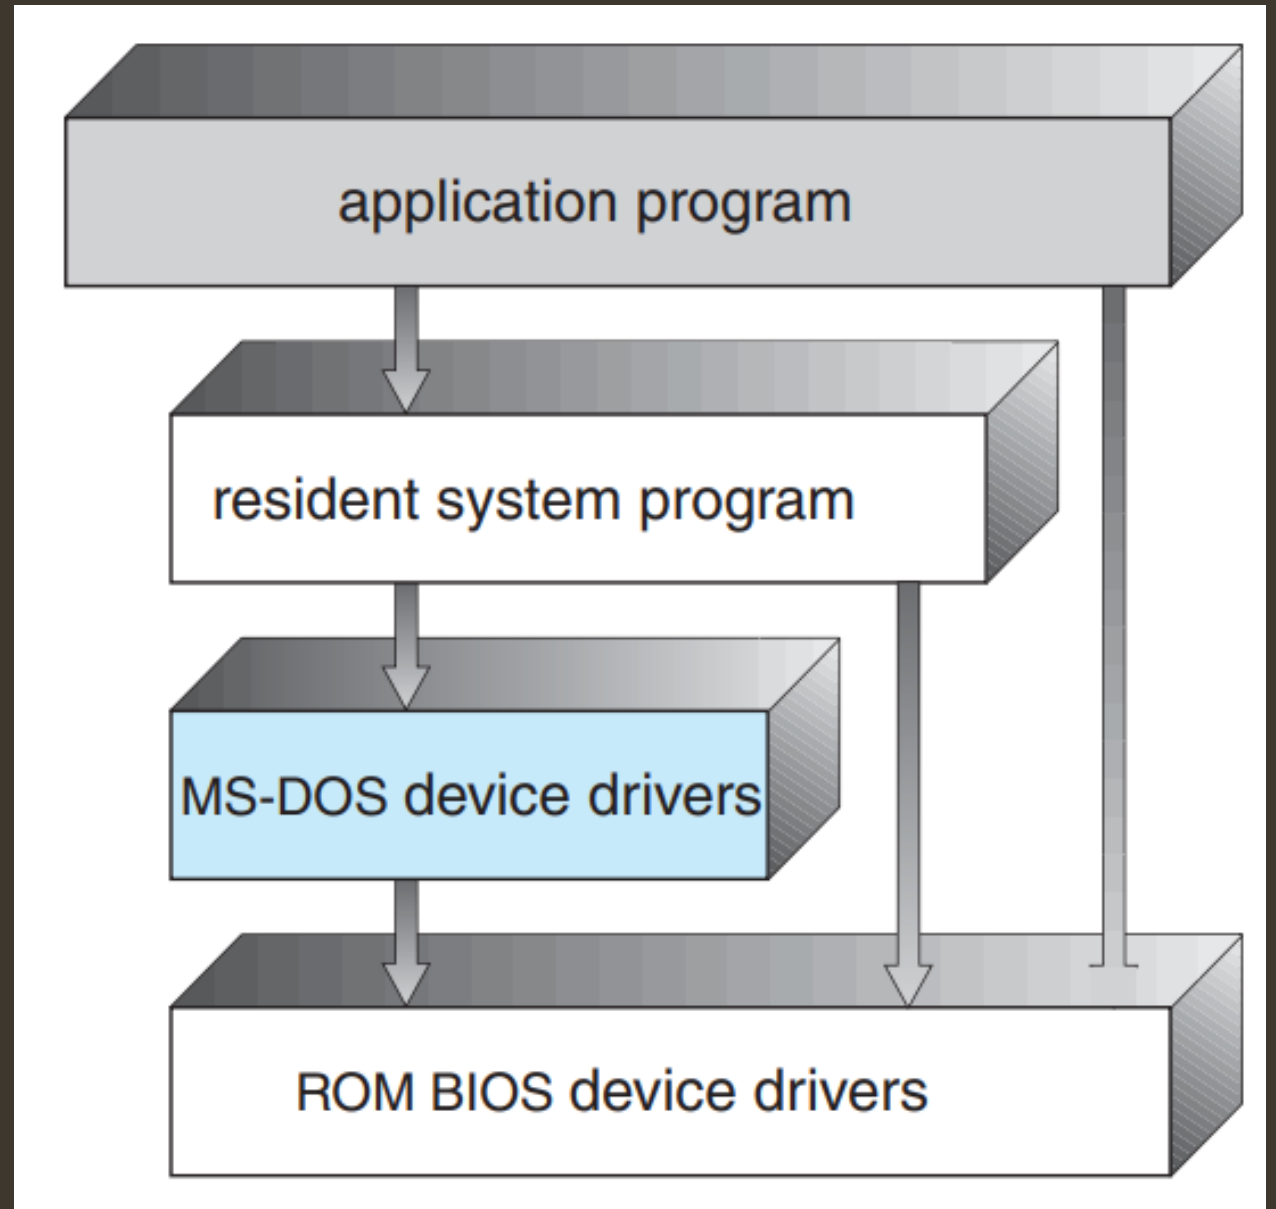 application program
resident system program
MS-DOS device drivers
ROM BIOS device drivers